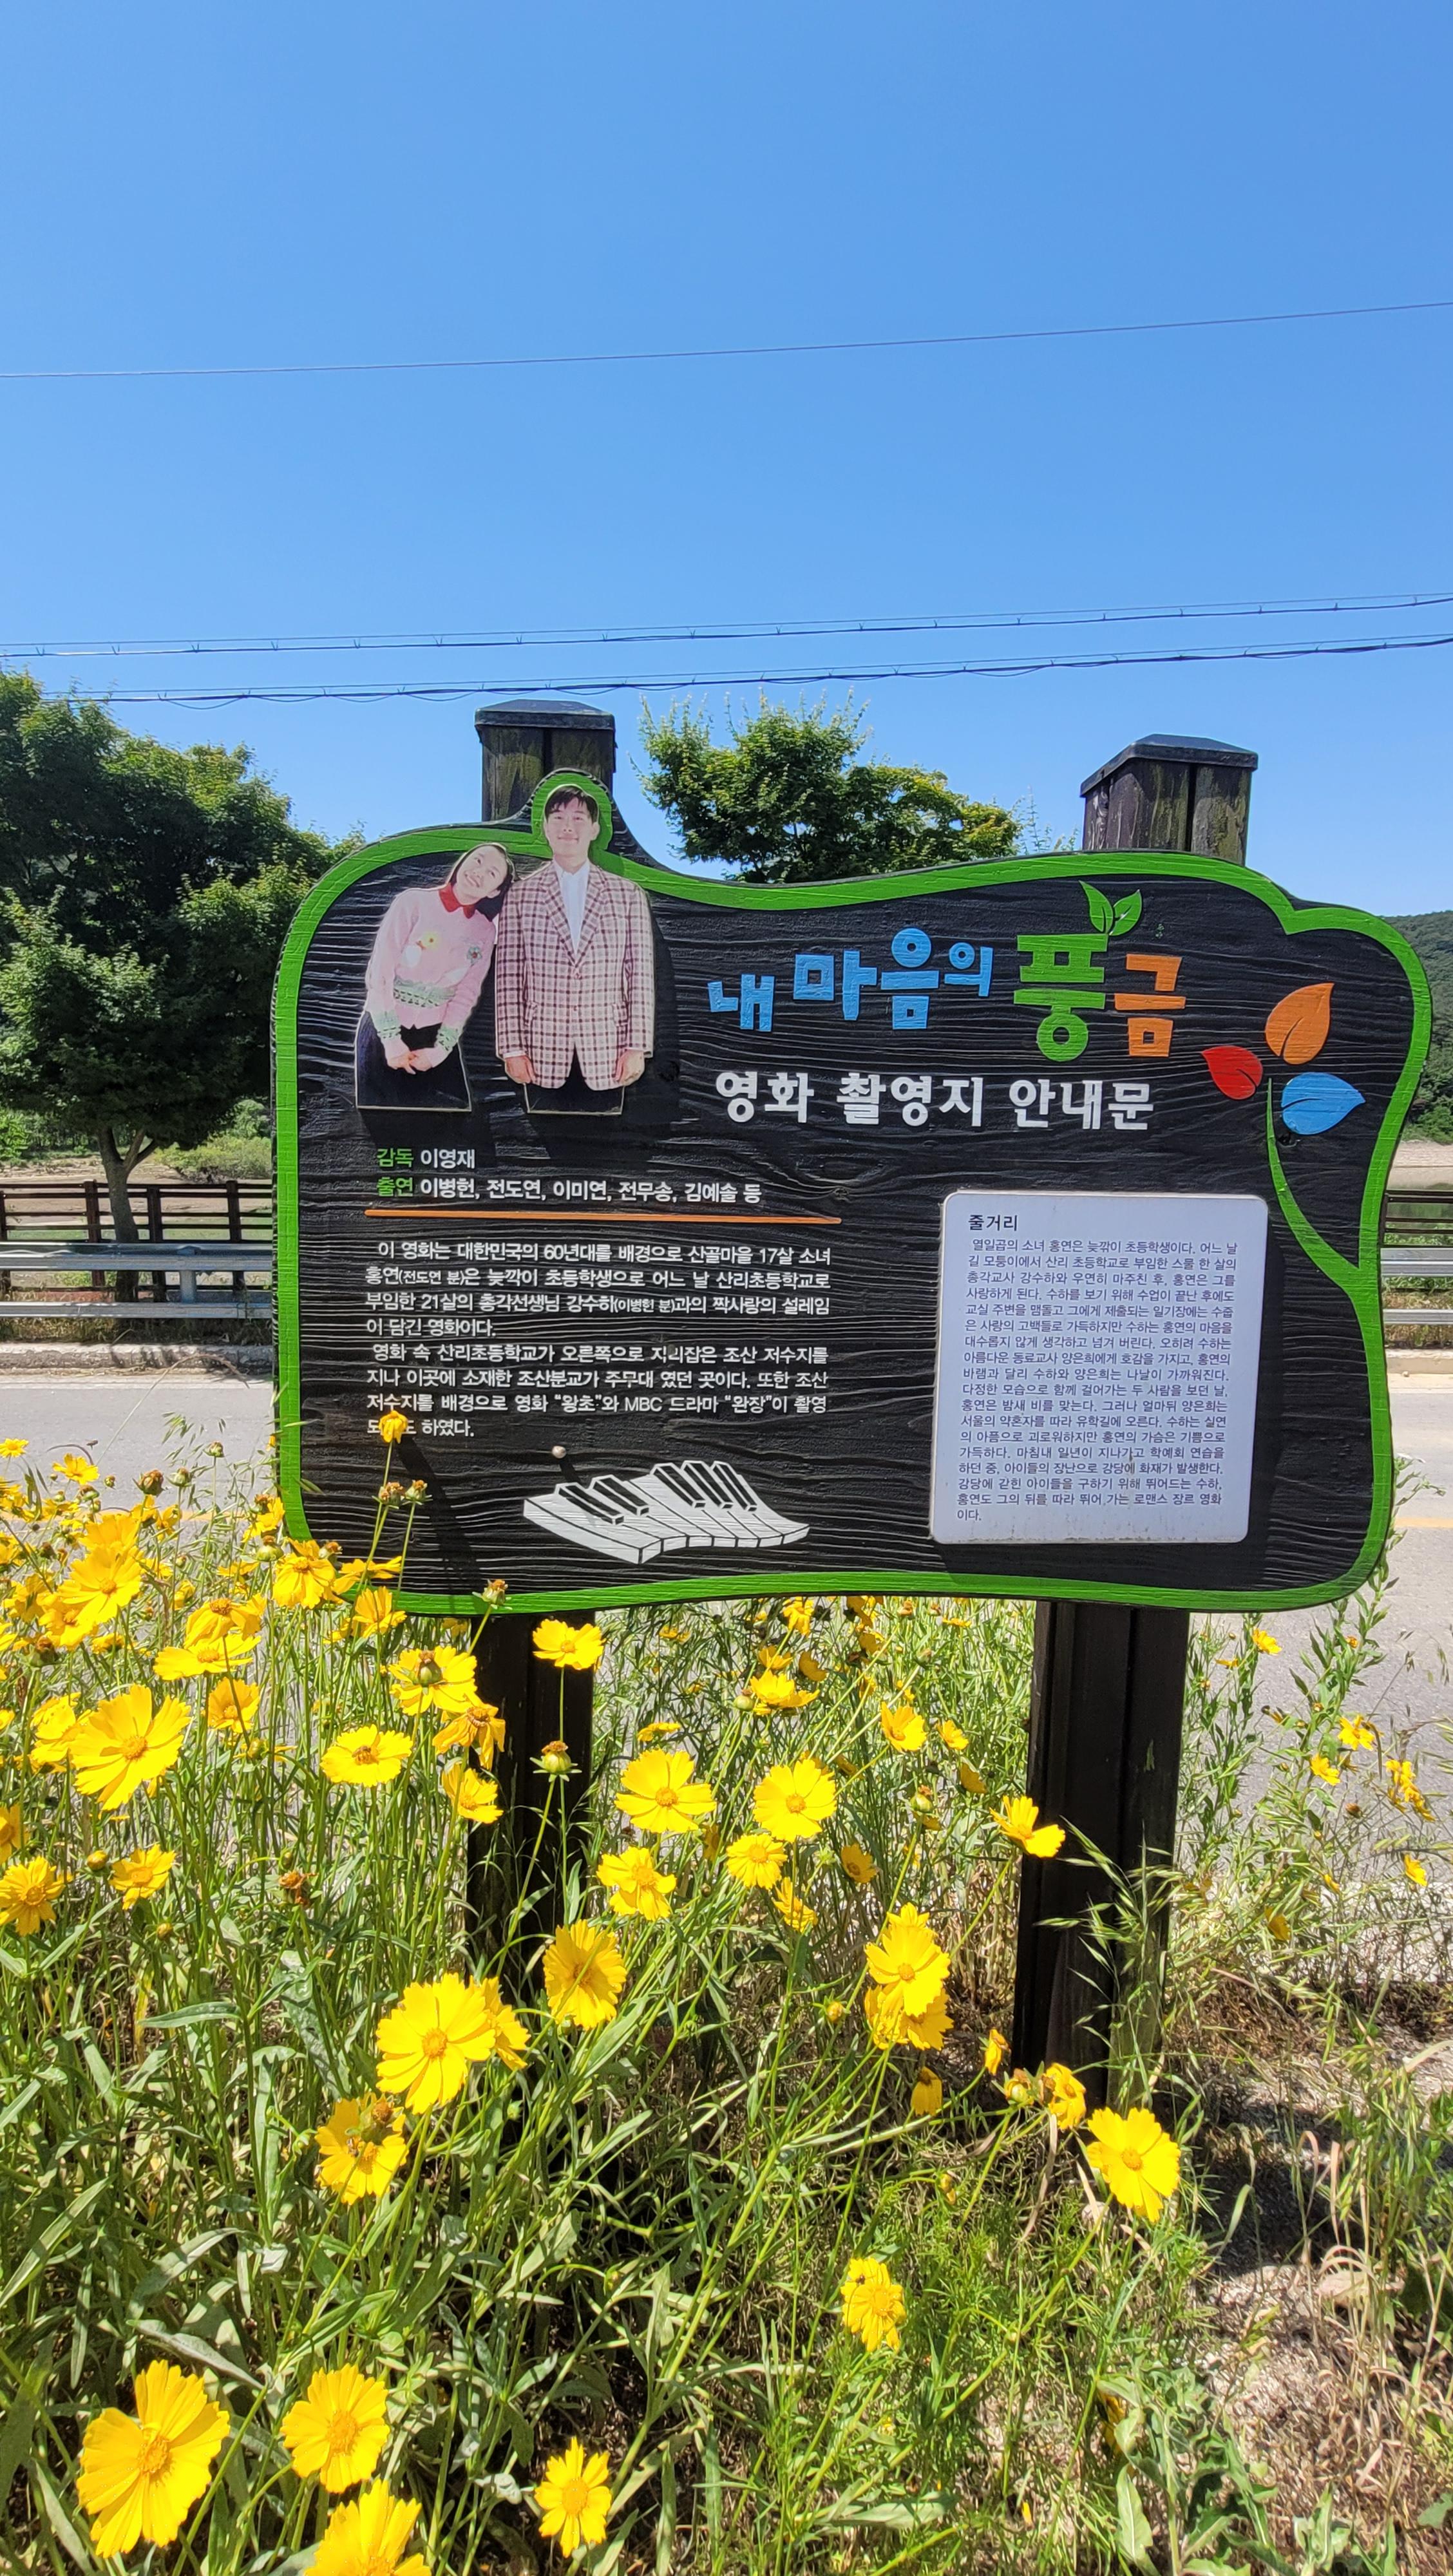 내 마음의 풍금
영화 촬영지 안내문
감독 이영재
출연 이병헌, 전도연, 이미연, 전무송, 김예솔 등
이 영화는 대한민국의 60년대를 배경으로 산골마을 17살 소녀
홍연(전도연 분)은 늦깍이 초등학생으로 어느 날 산리초등학교로
부임한 21살의 총각선생님 강수하(이병헌 분)과의 짝사랑의 설레임
이 담긴 영화이다.
영화 속 산리초등학교가 오른쪽으로 자리잡은 조산 저수지를
지나 이곳에 소재한 조산분교가 주무대 였던 곳이다. 또한 조산
저수지를 배경으로 영화 "왕초"와 MBC 드라마 "완장"이 촬영
하였다.
줄거리
열일곱의 소녀 홍연은 늦깎이 초등학생이다. 어느 날
길 모퉁이에서 산리 초등학교로 부임한 스물 한 살의
총각교사 강수하와 우연히 마주친 후, 홍연은 그를
사랑하게 된다. 수하를 보기 위해 수업이 끝난 후에도
교실 주변을 맴돌고 그에게 제출되는 일기장에는 수줍
은 사랑의 고백들로 가득하지만 수하는 홍연의 마음을
대수롭지 않게 생각하고 넘겨 버린다. 오히려 수하는
아름다운 동료교사 양은희에게 호감을 가지고, 홍연의
바램과 달리 수하와 양은희는 나날이 가까워진다.
다정한 모습으로 함께 걸어가는 두 사람을 보던 날,
홍연은 밤새 비를 맞는다. 그러나 얼마뒤 양은희는
서울의 약혼자를 따라 유학길에 오른다. 수하는 실연
의 아픔으로 괴로워하지만 홍연의 가슴은 기쁨으로
가득하다. 마침내 일년이 지나가고 학예회 연습을
하던 중, 아이들의 장난으로 강당에 화재가 발생한다.
강당에 갇힌 아이들을 구하기 위해 뛰어드는 수하,
홍연도 그의 뒤를 따라 뛰어 가는 로맨스 장르 영화
이다.